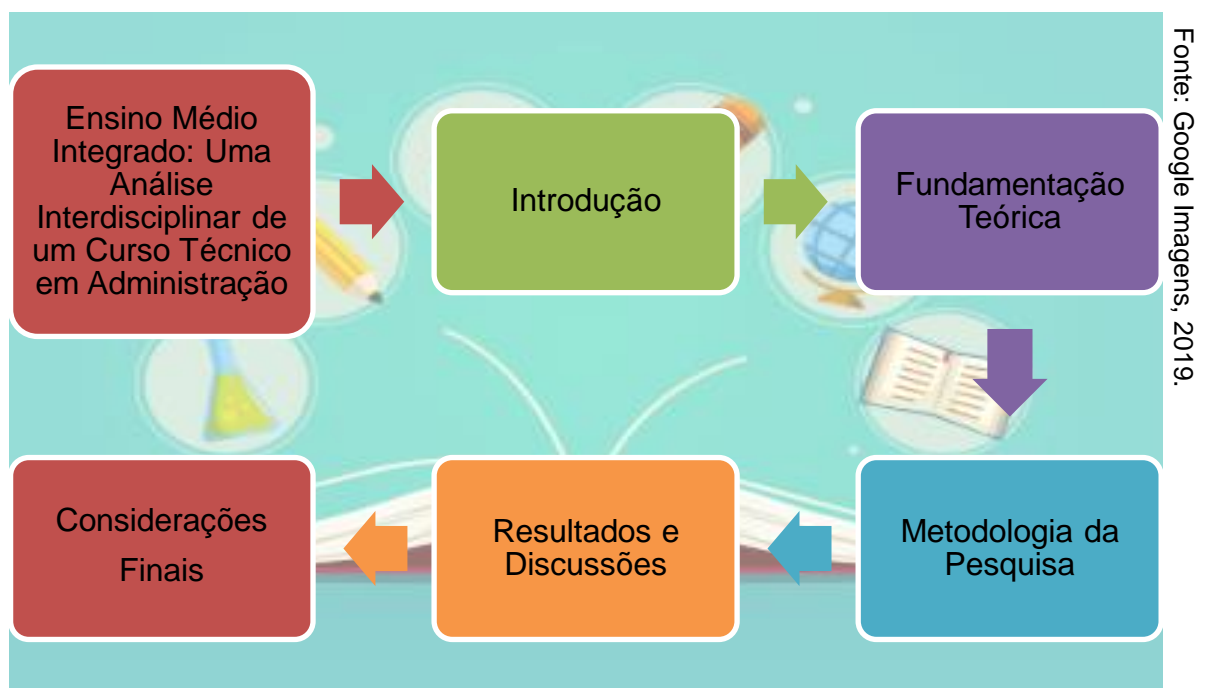 Ensino Médio
Integrado: Uma
Análise
Interdisciplinar de
um Curso Técnico
em Administração
Introdução
Fundamentação
Teórica
Metodologia da
Pesquisa
Resultados e
Discussões
Considerações
Finais
Fonte: Google Imagens, 2019.